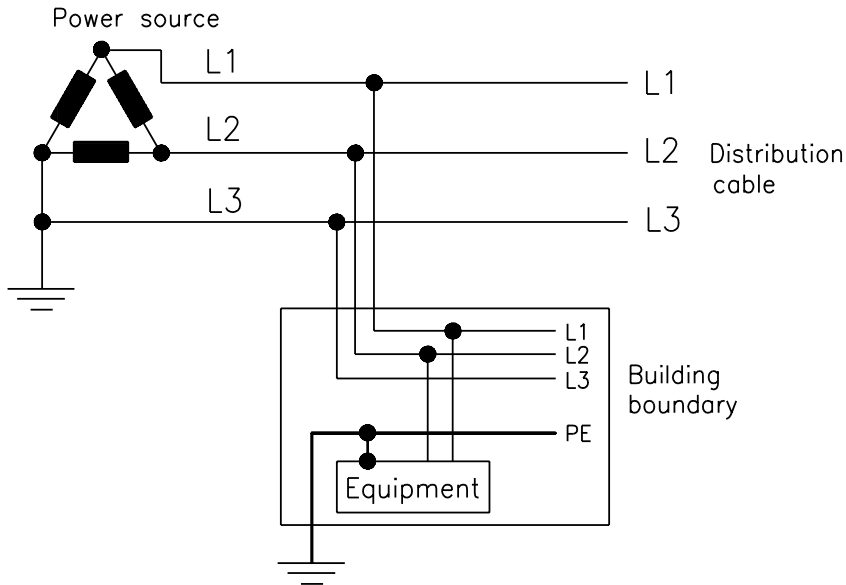 Power source
L1
L1
L2
L2
Distribution
cable
L3
L3
L1
L2
L3
Building
boundary
PE
Equipment